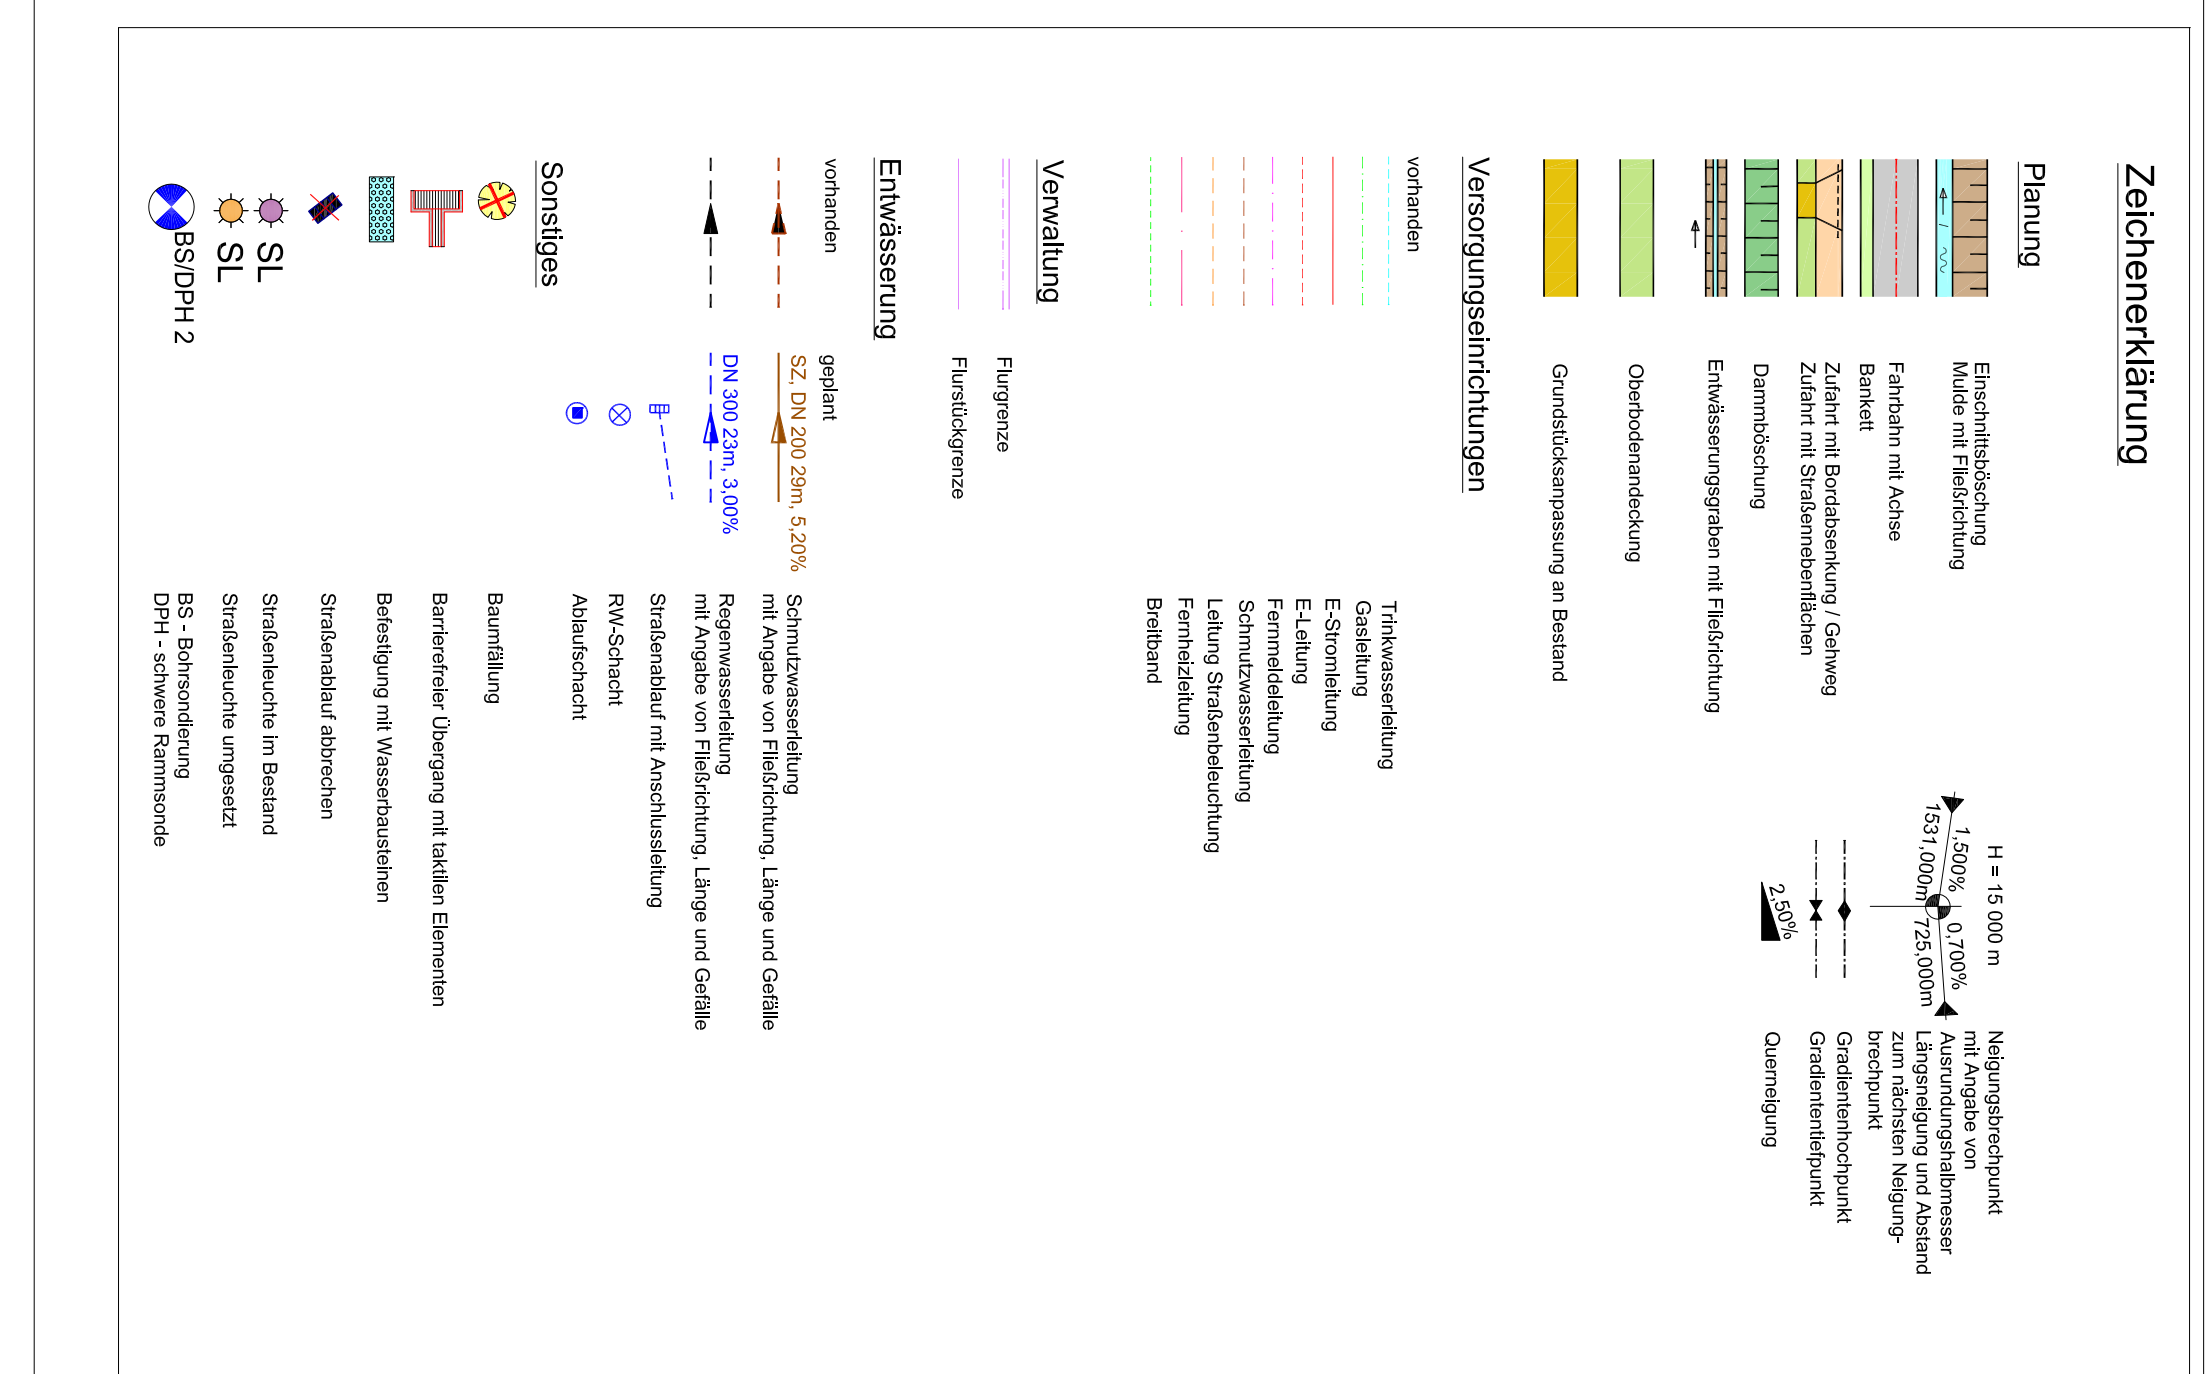 Zeichenerklärung
Planung
Einschnittsböschung
Mulde mit Fließrichtung
Fahrbahn mit Achse
Bankett
Zufahrt mit Bordabsenkung / Gehweg
Zufahrt mit Straßennebenflächen
Dammböschung
Entwässerungsgraben mit Fließrichtung
Oberbodenandeckung
Grundstücksanpassung an Bestand
H = 15 000 m
1,500%
0,700%
1531,000m
725,000m
Neigungsbrechpunkt
mit Angabe von
Ausrundungshalbmesser
Längsneigung und Abstand
zum nächsten Neigung-
brechpunkt
Gradientenhochpunkt
Gradiententiefpunkt
2,50%
Querneigung
Versorgungseinrichtungen
vorhanden
Trinkwasserleitung
Gasleitung
E-Stromleitung
E-Leitung
Fernmeldeleitung
Schmutzwasserleitung
Leitung Straßenbeleuchtung
Fernheizleitung
Breitband
Verwaltung
Flurgrenze
Flurstückgrenze
Entwässerung
vorhanden
geplant
SZ, DN 200 29m, 5,20%
Schmutzwasserleitung
mit Angabe von Fließrichtung, Länge und Gefälle
DN 300 23m, 3,00%
Regenwasserleitung
mit Angabe von Fließrichtung, Länge und Gefälle
Straßenablauf mit Anschlussleitung
RW-Schacht
Ablaufschacht
Sonstiges
Baumfällung
Barrierefreier Übergang mit taktilen Elementen
Befestigung mit Wasserbausteinen
Straßenablauf abbrechen
SL
Straßenleuchte im Bestand
SL
Straßenleuchte umgesetzt
BS/DPH 2
BS - Bohrsondierung
DPH - schwere Rammsonde